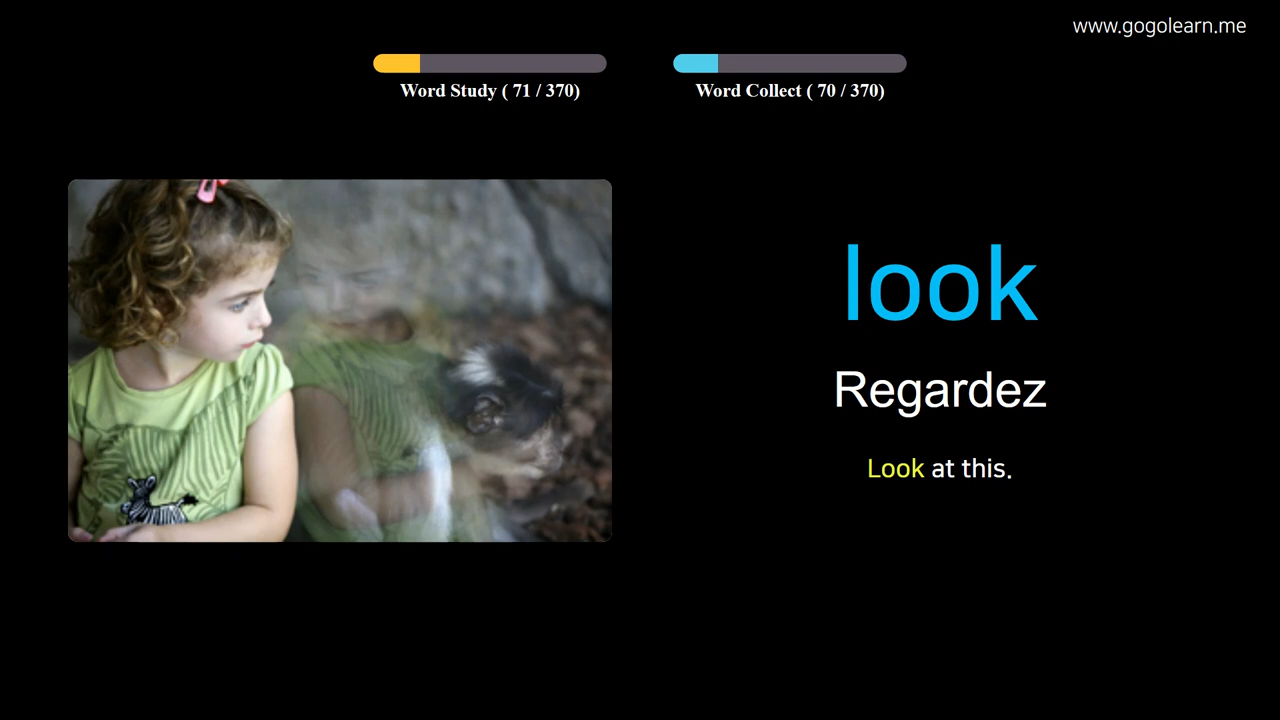 www.gogolearn.me
Word Study ( 71 / 370)
Word Collect ( 70 / 370)
look
Regardez
Look at this.